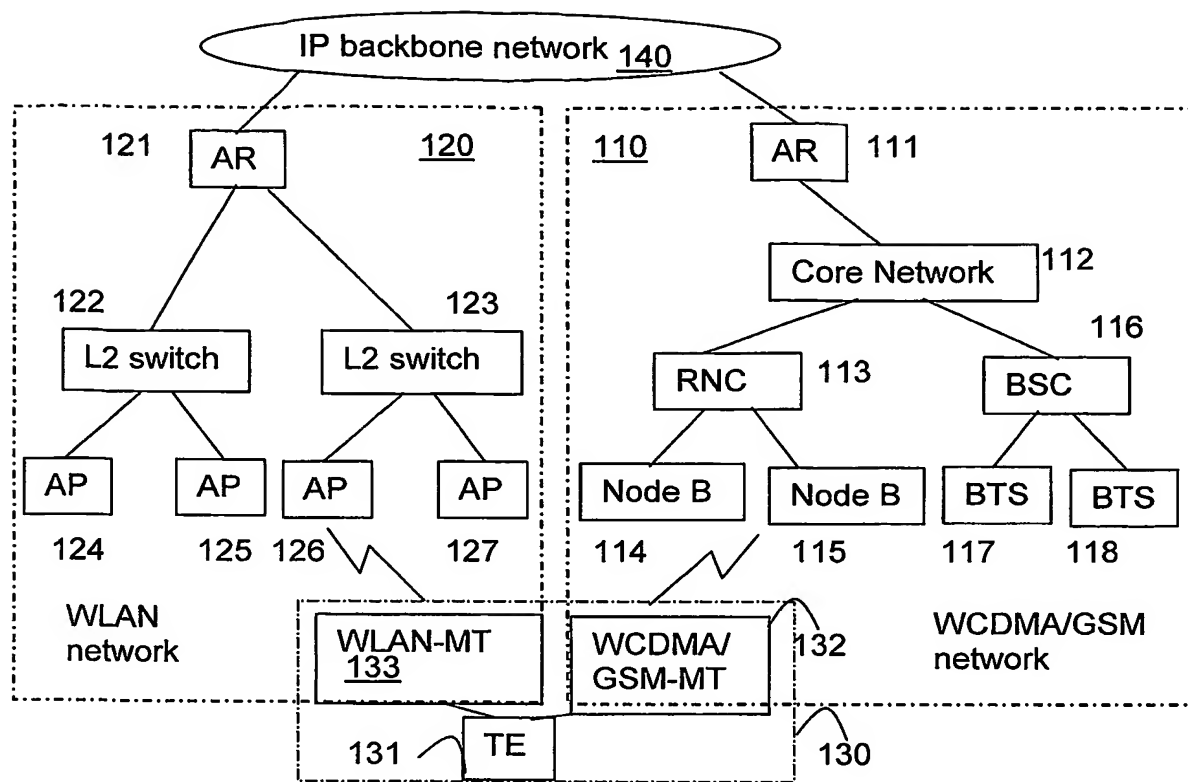 IP backbone network 140
121 AR 120 110 AR 111
Core Network 112
122 123 116
L2 switch L2 switch RNC 113 BSC
AP AP AP AP Node B Node B BTS BTS
124 125 126 127 114 115 117 118
WLAN
network
WCDMA/GSM
network
WLAN-MT
133
WCDMA/
GSM-MT
132
131 TE 130